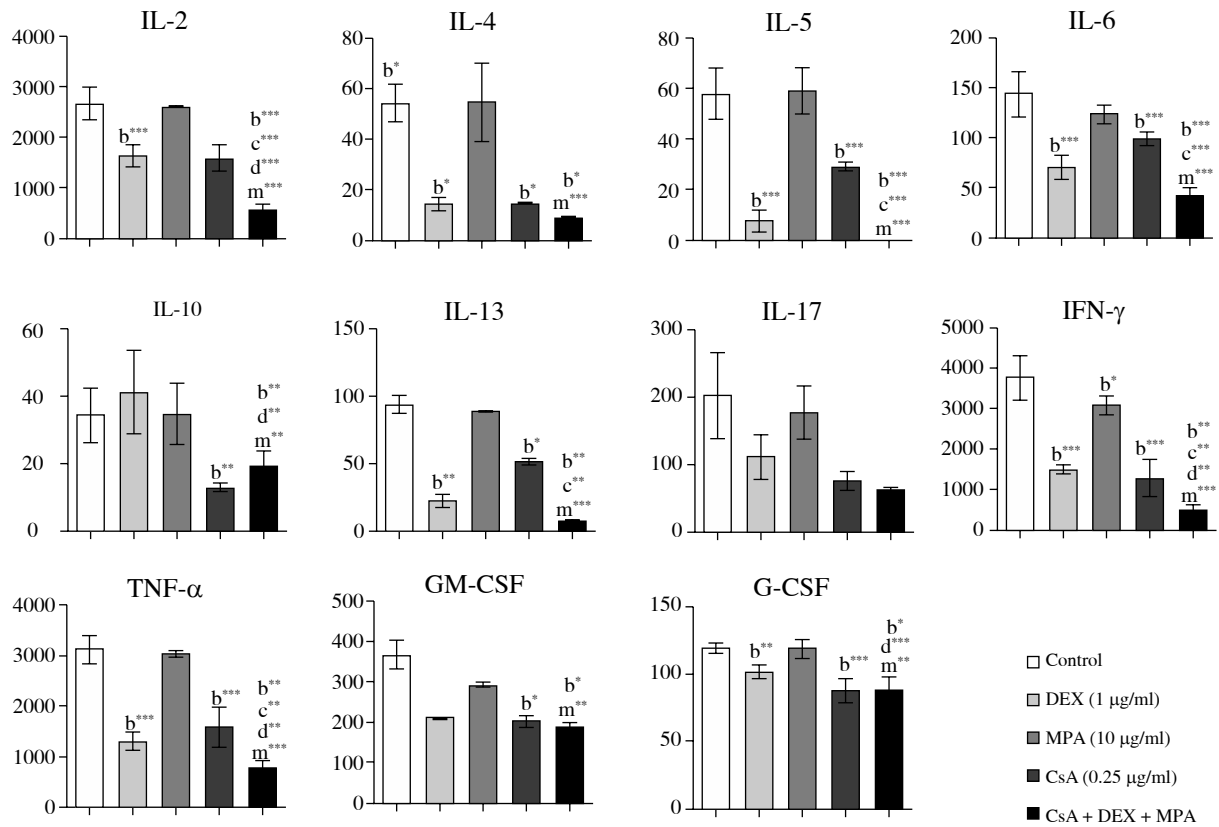 IL-2
4000
3000
2000
1000
0
b***
b***
c***
d***
m***
IL-4
80
60
40
20
0
b*
b*
b*
b*
m***
IL-5
80
60
40
20
0
b***
b***
b***
c***
m***
IL-6
200
150
100
50
0
b***
b***
b***
c***
m***
IL-10
60
40
20
0
b**
b**
d**
m**
IL-13
150
100
50
0
b**
b*
b**
c**
m***
IL-17
300
200
100
0
IFN-γ
5000
4000
3000
2000
1000
0
b***
b*
b***
b**
c**
d**
m***
TNF-α
4000
3000
2000
1000
0
b***
b***
b**
c**
d**
m***
GM-CSF
500
400
300
200
100
0
b*
b*
m**
G-CSF
150
100
50
0
b**
b***
b*
d***
m**
Control
DEX (1 µg/ml)
MPA (10 µg/ml)
CsA (0.25 µg/ml)
CsA + DEX + MPA